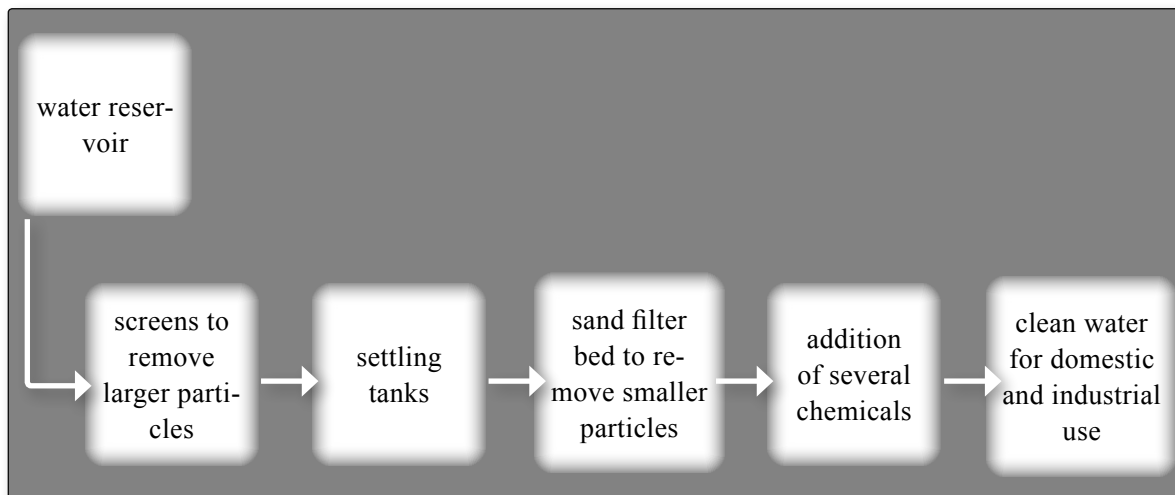 water reser-
voir
screens to
remove
larger parti-
cles
settling
tanks
sand filter
bed to re-
move smaller
particles
addition
of several
chemicals
clean water
for domestic
and industrial
use